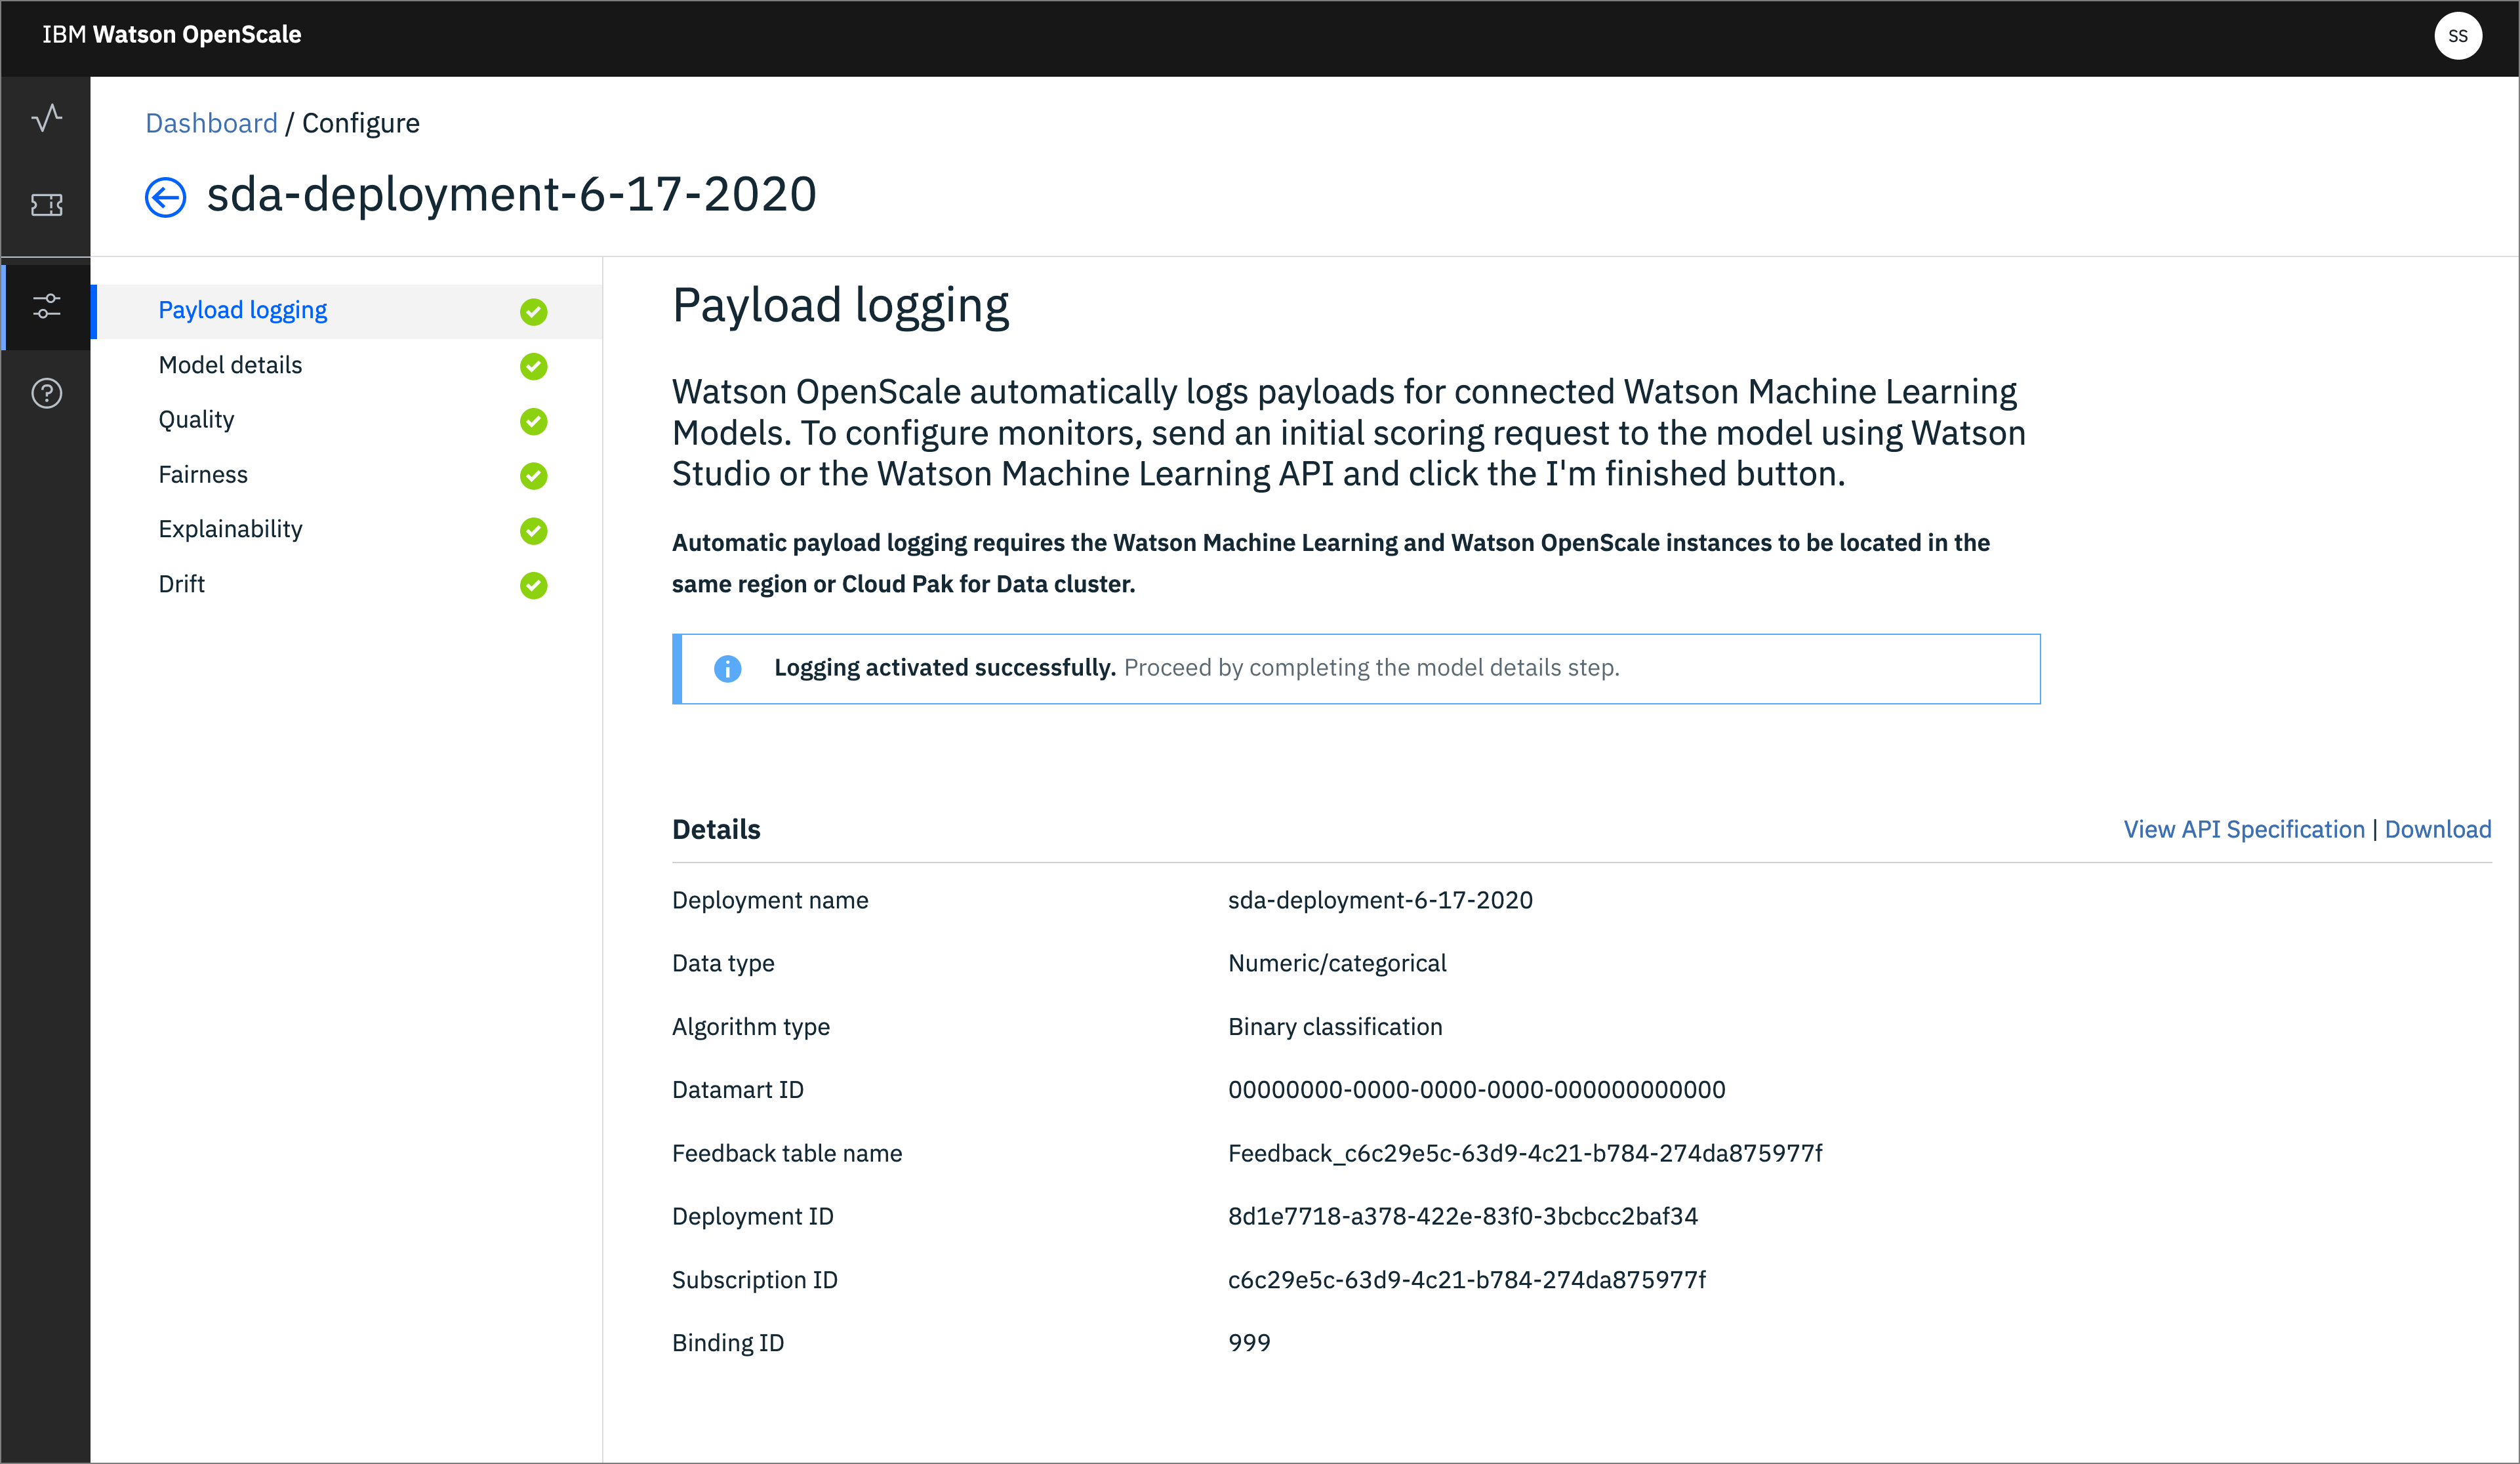 IBM Watson OpenScale
SS
Dashboard / Configure
sda-deployment-6-17-2020
Payload logging
Model details
Quality
Fairness
Explainability
Drift
Payload logging
Watson OpenScale automatically logs payloads for connected Watson Machine Learning
Models. To configure monitors, send an initial scoring request to the model using Watson
Studio or the Watson Machine Learning API and click the I'm finished button.
Automatic payload logging requires the Watson Machine Learning and Watson OpenScale instances to be located in the
same region or Cloud Pak for Data cluster.
Logging activated successfully. Proceed by completing the model details step.
Details
View API Specification | Download
Deployment name sda-deployment-6-17-2020
Data type Numeric/categorical
Algorithm type Binary classification
Datamart ID 00000000-0000-0000-0000-000000000000
Feedback table name Feedback_c6c29e5c-63d9-4c21-b784-274da875977f
Deployment ID 8d1e7718-a378-422e-83f0-3bcbcc2baf34
Subscription ID c6c29e5c-63d9-4c21-b784-274da875977f
Binding ID 999